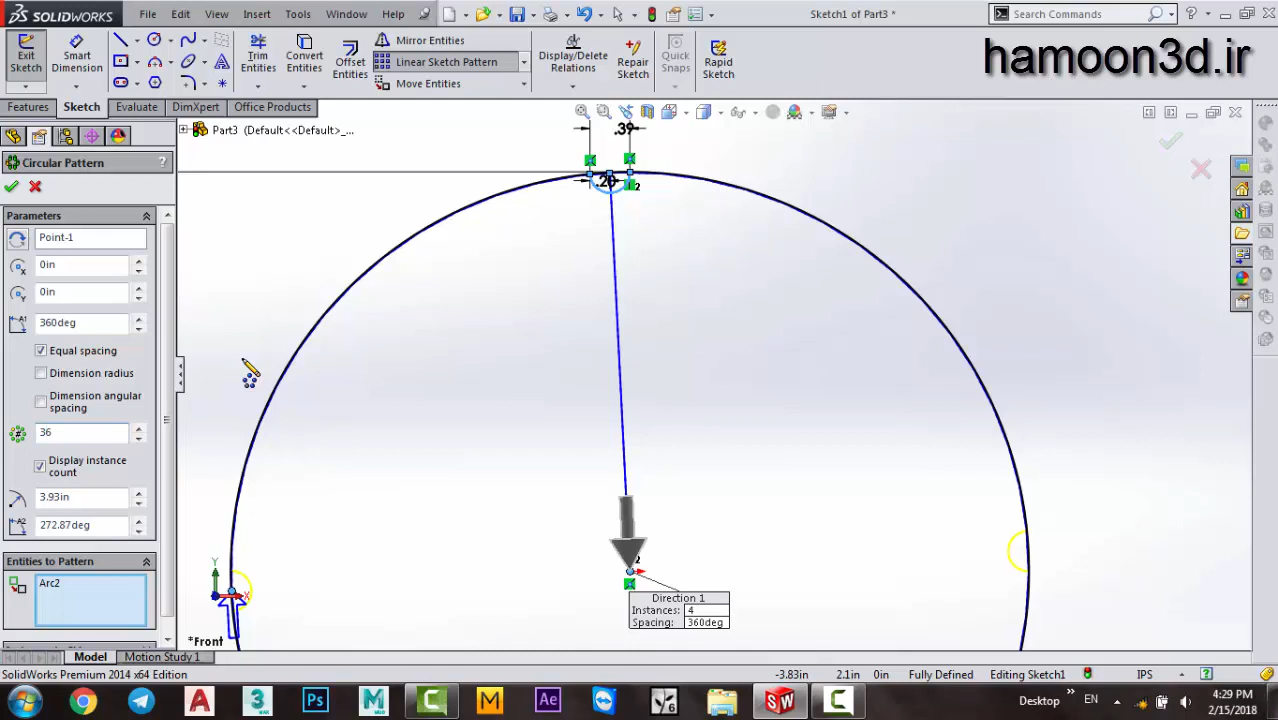 SOLIDWORKS File Edit View Insert Tools Window Help Sketch1 of Part3 * Search Commands
hamoon3d.ir
Exit Sketch
Smart Dimension
Trim Entities
Convert Entities
Offset Entities
Mirror Entities
Linear Sketch Pattern
Move Entities
Display/Delete Relations
Repair Sketch
Quick Snaps
Rapid Sketch
Features Sketch Evaluate DimXpert Office Products
Part3 (Default<<Default>_...
.39
.20
2
Circular Pattern ?
Parameters
Point-1
0in
0in
360deg
Equal spacing
Dimension radius
Dimension angular
spacing
36
Display instance
count
3.93in
272.87deg
Entities to Pattern
Arc2
Y
X
2
Direction 1
Instances: 4
Spacing: 360deg
*Front
Model Motion Study 1
SolidWorks Premium 2014 x64 Edition -3.83in 2.1in 0in Fully Defined Editing Sketch1 IPS
Desktop EN 4:29 PM
2/15/2018